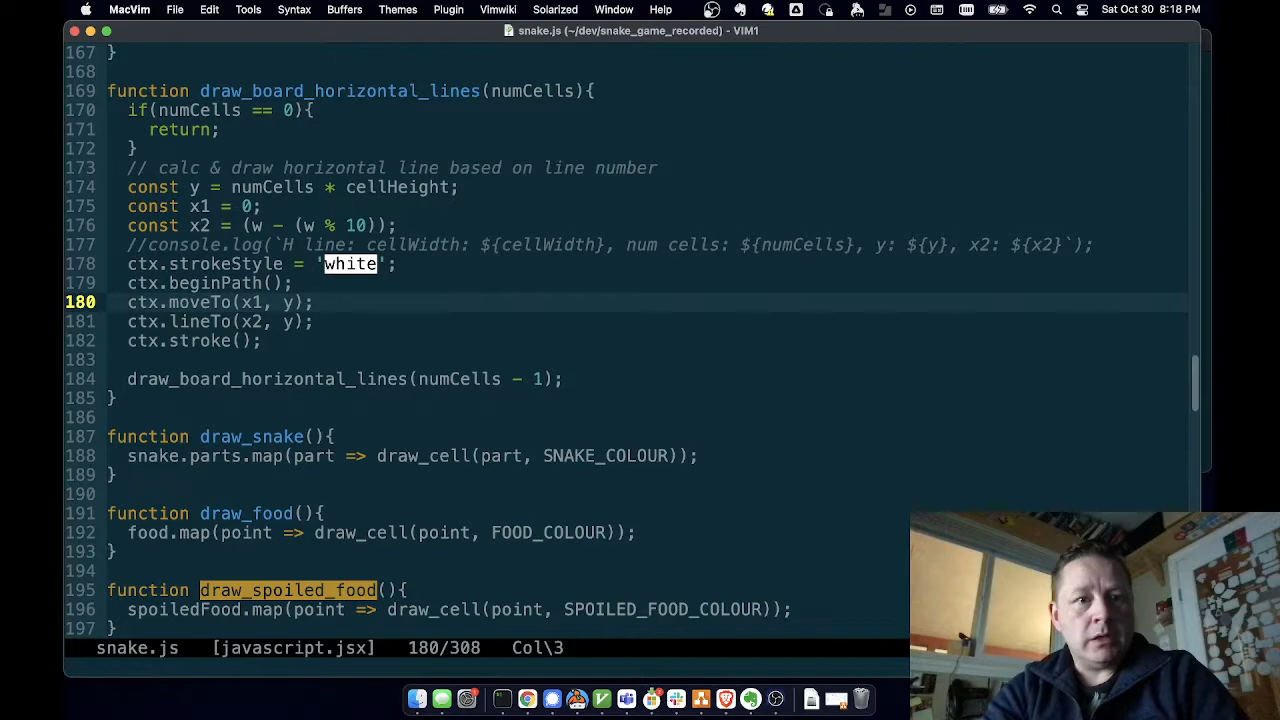 MacVim File Edit Tools Syntax Buffers Themes Plugin Vimwiki Solarized Window Help Sat Oct 30 8:18 PM
snake.js (~/dev/snake_game_recorded) - VIM1
167 }
168
169 function draw_board_horizontal_lines(numCells){
170   if(numCells == 0){
171     return;
172   }
173   // calc & draw horizontal line based on line number
174   const y = numCells * cellHeight;
175   const x1 = 0;
176   const x2 = (w - (w % 10));
177   //console.log(`H line: cellWidth: ${cellWidth}, num cells: ${numCells}, y: ${y}, x2: ${x2}`);
178   ctx.strokeStyle = 'white';
179   ctx.beginPath();
180   ctx.moveTo(x1, y);
181   ctx.lineTo(x2, y);
182   ctx.stroke();
183
184   draw_board_horizontal_lines(numCells - 1);
185 }
186
187 function draw_snake(){
188   snake.parts.map(part => draw_cell(part, SNAKE_COLOUR));
189 }
190
191 function draw_food(){
192   food.map(point => draw_cell(point, FOOD_COLOUR));
193 }
194
195 function draw_spoiled_food(){
196   spoiledFood.map(point => draw_cell(point, SPOILED_FOOD_COLOUR));
197 }
snake.js [javascript.jsx] 180/308 Col\3